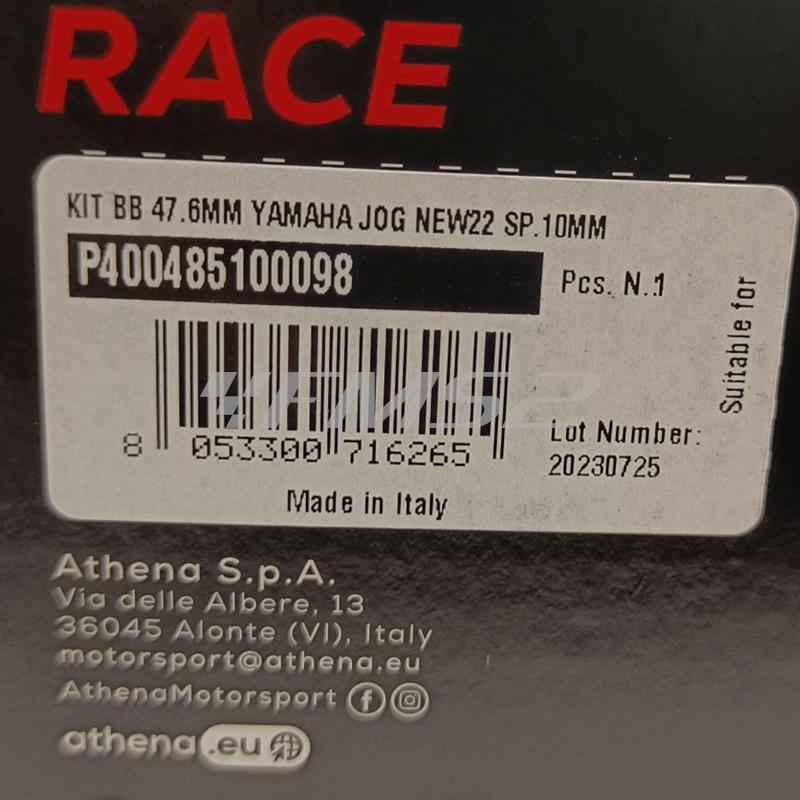 RACE
KIT BB 47.6MM YAMAHA JOG NEW22 SP.10MM
P400485100098
Pcs. N.1
Suitable for
4FMS2
8 053300 716265
Lot Number:
20230725
Made in Italy
Athena S.p.A.
Via delle Albere, 13
36045 Alonte (VI), Italy
motorsport@athena.eu
AthenaMotorsport
athena.eu